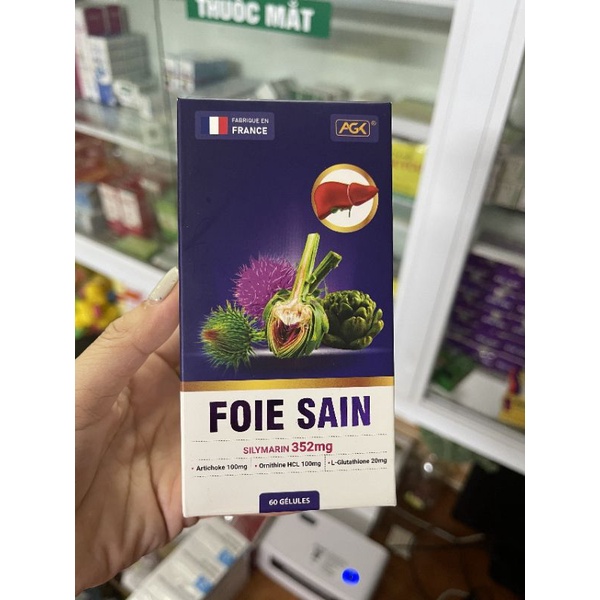 THUỐC MẮT
FABRIQUE EN
FRANCE
AGK®
FOIE SAIN
SILYMARIN 352mg
• Artichoke 100mg • Ornithine HCL 100mg • L-Glutathione 20mg
60 GÉLULES